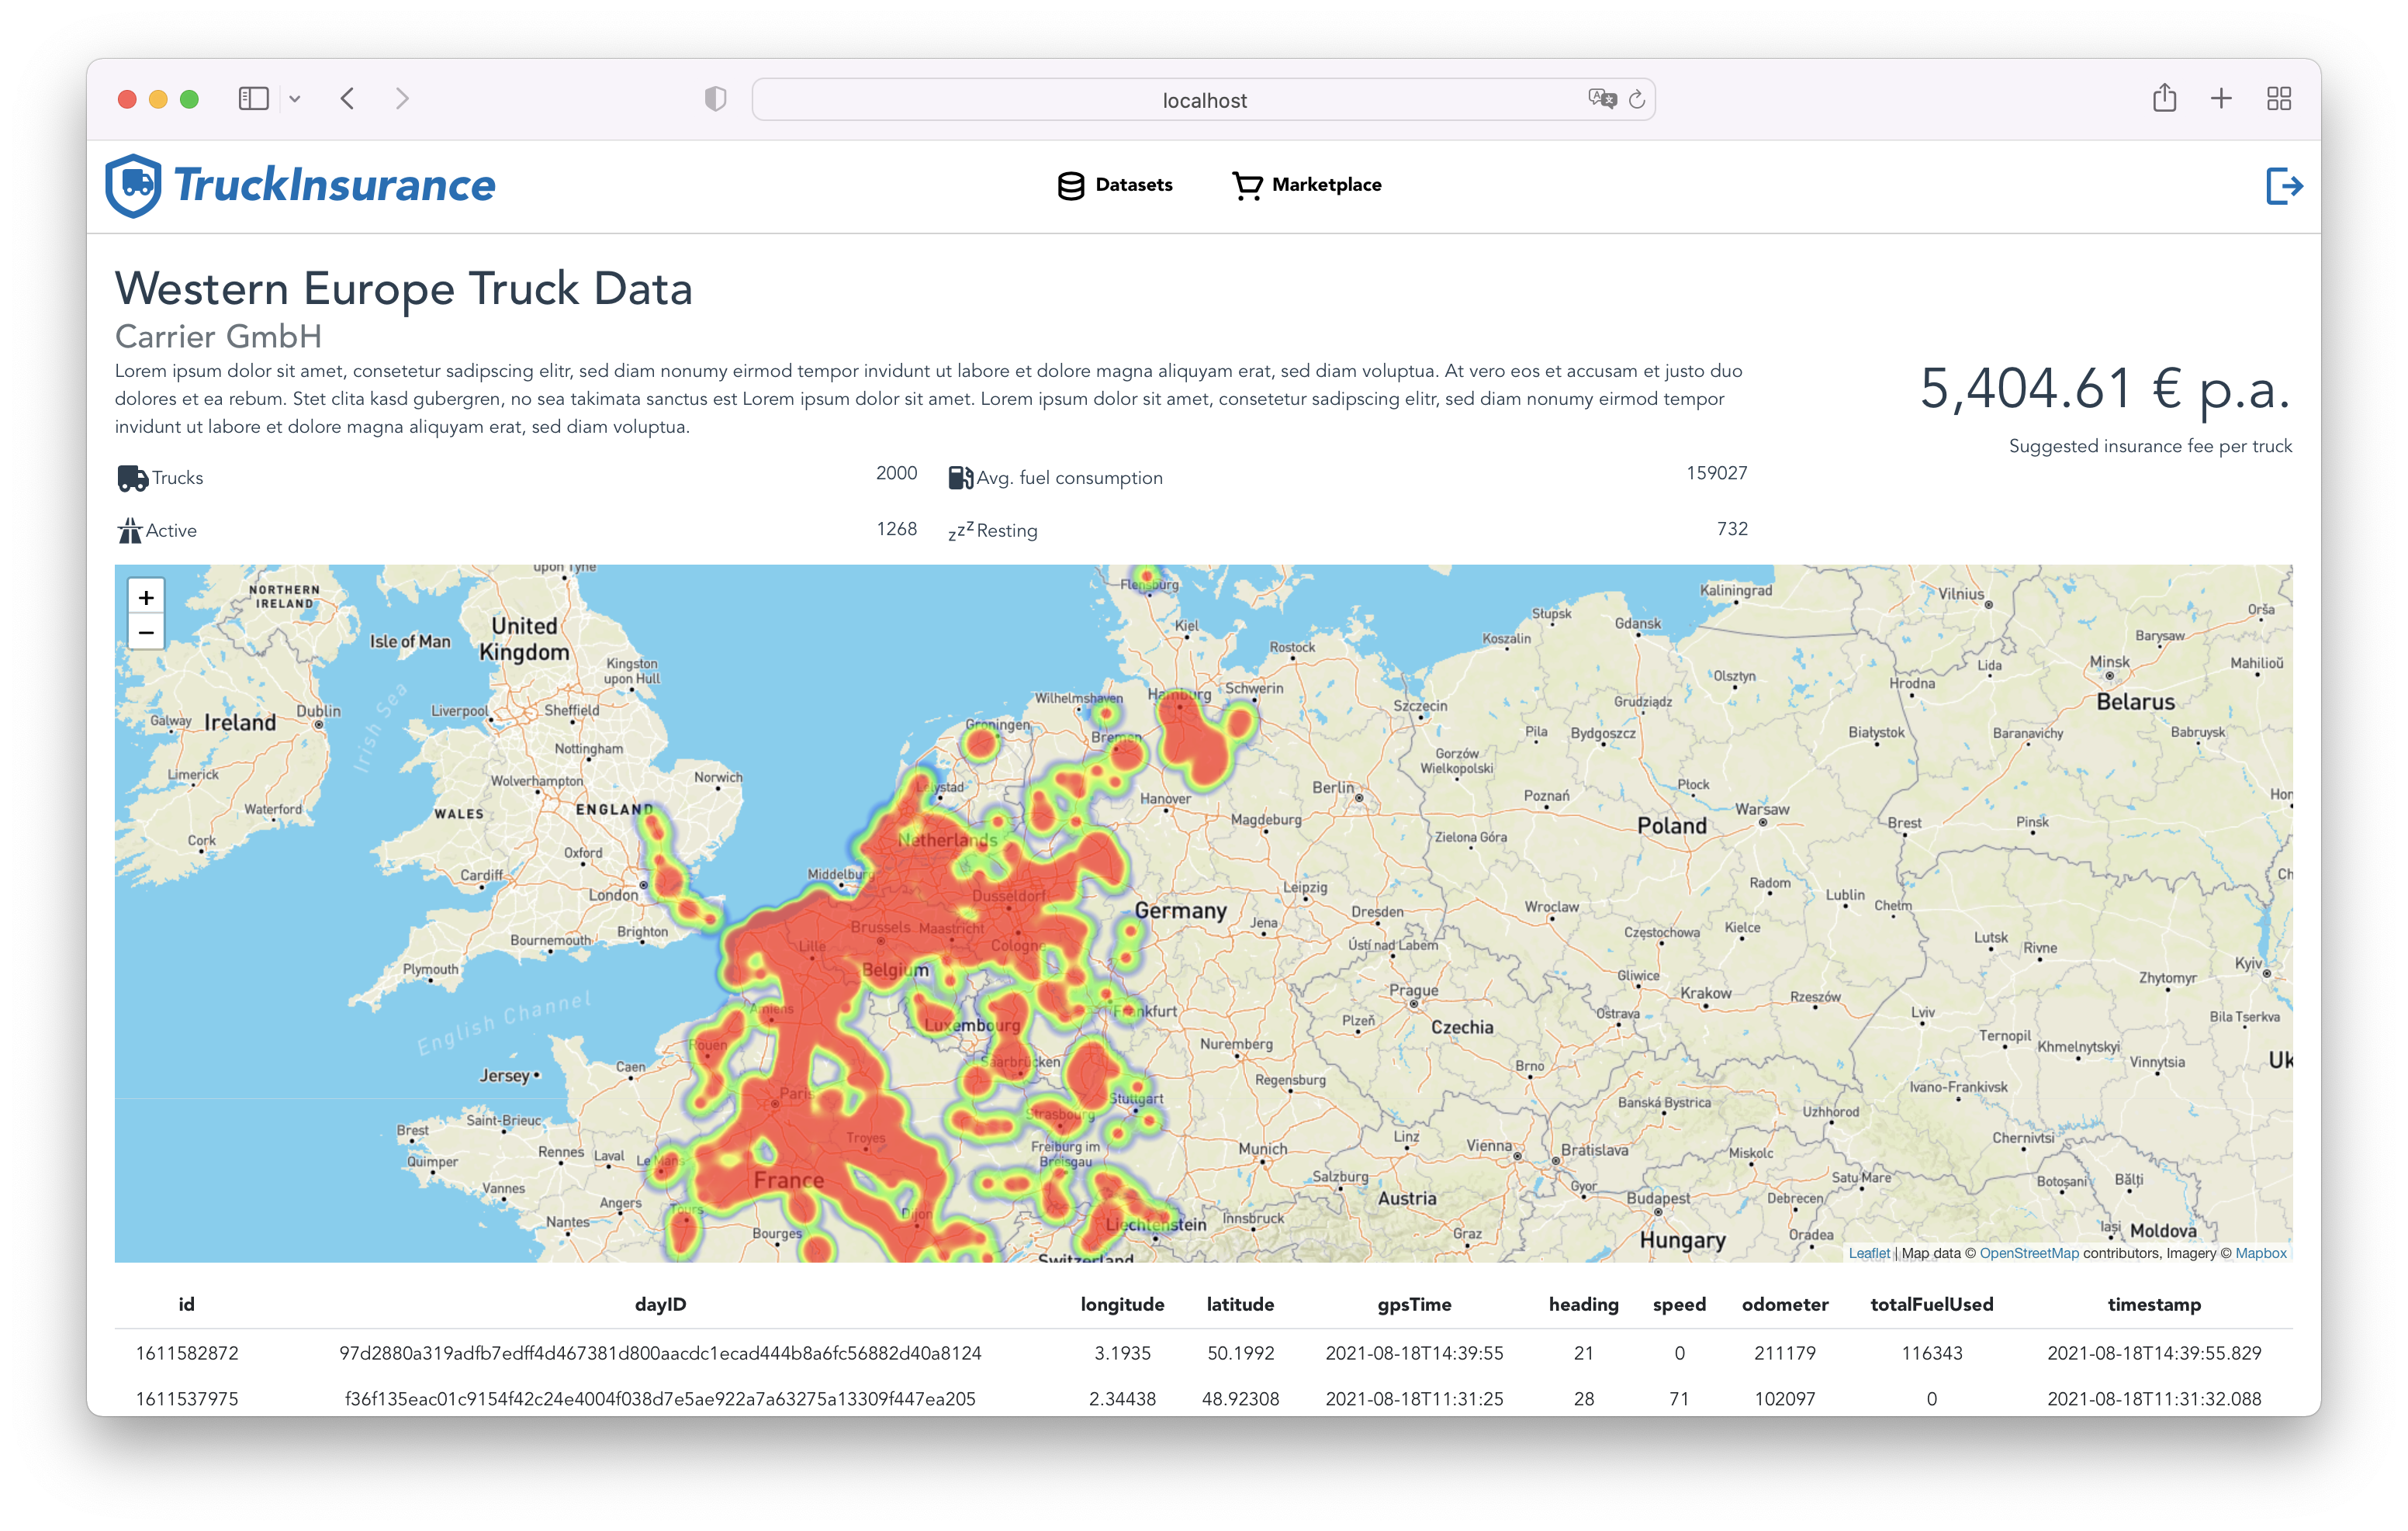 localhost
TruckInsurance
Datasets
Marketplace
Western Europe Truck Data
Carrier GmbH
Lorem ipsum dolor sit amet, consetetur sadipscing elitr, sed diam nonumy eirmod tempor invidunt ut labore et dolore magna aliquyam erat, sed diam voluptua. At vero eos et accusam et justo duo
dolores et ea rebum. Stet clita kasd gubergren, no sea takimata sanctus est Lorem ipsum dolor sit amet. Lorem ipsum dolor sit amet, consetetur sadipscing elitr, sed diam nonumy eirmod tempor
invidunt ut labore et dolore magna aliquyam erat, sed diam voluptua.
5,404.61 € p.a.
Suggested insurance fee per truck
Trucks 2000
Avg. fuel consumption 159027
Active 1268
zzZ Resting 732
+
−
upon Tyne
NORTHERN
IRELAND
Isle of Man
United
Kingdom
Kingston
upon Hull
Galway
Ireland
Dublin
Irish Sea
Liverpool
Sheffield
Nottingham
Limerick
Wolverhampton
Norwich
Waterford
WALES
ENGLAND
Cork
Oxford
Cardiff
London
Brighton
Bournemouth
Plymouth
English Channel
Jersey
Caen
Brest
Saint-Brieuc
Quimper
Rennes
Laval
Le Mans
Vannes
Angers
Nantes
Tours
Bourges
Flensburg
Kiel
Rostock
Wilhelmshaven
Hamburg
Schwerin
Groningen
Bremen
Lelystad
Hanover
Berlin
Magdeburg
Netherlands
Middelburg
Dusseldorf
Germany
Leipzig
Dresden
Jena
Brussels
Maastricht
Lille
Cologne
Belgium
Ústí nad Labem
Amiens
Luxembourg
Frankfurt
Rouen
Saarbrücken
Nuremberg
Paris
Regensburg
Stuttgart
Strasbourg
Troyes
Freiburg im
Breisgau
Munich
France
Salzburg
Dijon
Liechtenstein
Innsbruck
Switzerland
Kaliningrad
Vilnius
Orša
Słupsk
Koszalin
Gdansk
Barysaw
Minsk
Mahilioŭ
Lida
Olsztyn
Hrodna
Belarus
Szczecin
Grudziądz
Piła
Bydgoszcz
Białystok
Baranavichy
Babruysk
Gorzów
Wielkopolski
Płock
Poznań
Warsaw
Zielona Góra
Poland
Brest
Pinsk
Radom
Lublin
Chełm
Wroclaw
Częstochowa
Kielce
Lutsk
Rivne
Gliwice
Zhytomyr
Kyiv
Prague
Krakow
Rzeszów
Plzeň
Czechia
Ostrava
Lviv
Bila Tserkva
Ternopil
Khmelnytskyi
Vinnytsia
Uk
Brno
Ivano-Frankivsk
Banská Bystrica
Uzhhorod
Chernivtsi
Linz
Vienna
Bratislava
Miskolc
Satu Mare
Botoșani
Bălți
Austria
Gyor
Budapest
Debrecen
Graz
Hungary
Oradea
Iași
Moldova
Leaflet | Map data © OpenStreetMap contributors, Imagery © Mapbox
id dayID longitude latitude gpsTime heading speed odometer totalFuelUsed timestamp
1611582872 97d2880a319adfb7edff4d467381d800aacdc1ecad444b8a6fc56882d40a8124 3.1935 50.1992 2021-08-18T14:39:55 21 0 211179 116343 2021-08-18T14:39:55.829
1611537975 f36f135eac01c9154f42c24e4004f038d7e5ae922a7a63275a13309f447ea205 2.34438 48.92308 2021-08-18T11:31:25 28 71 102097 0 2021-08-18T11:31:32.088